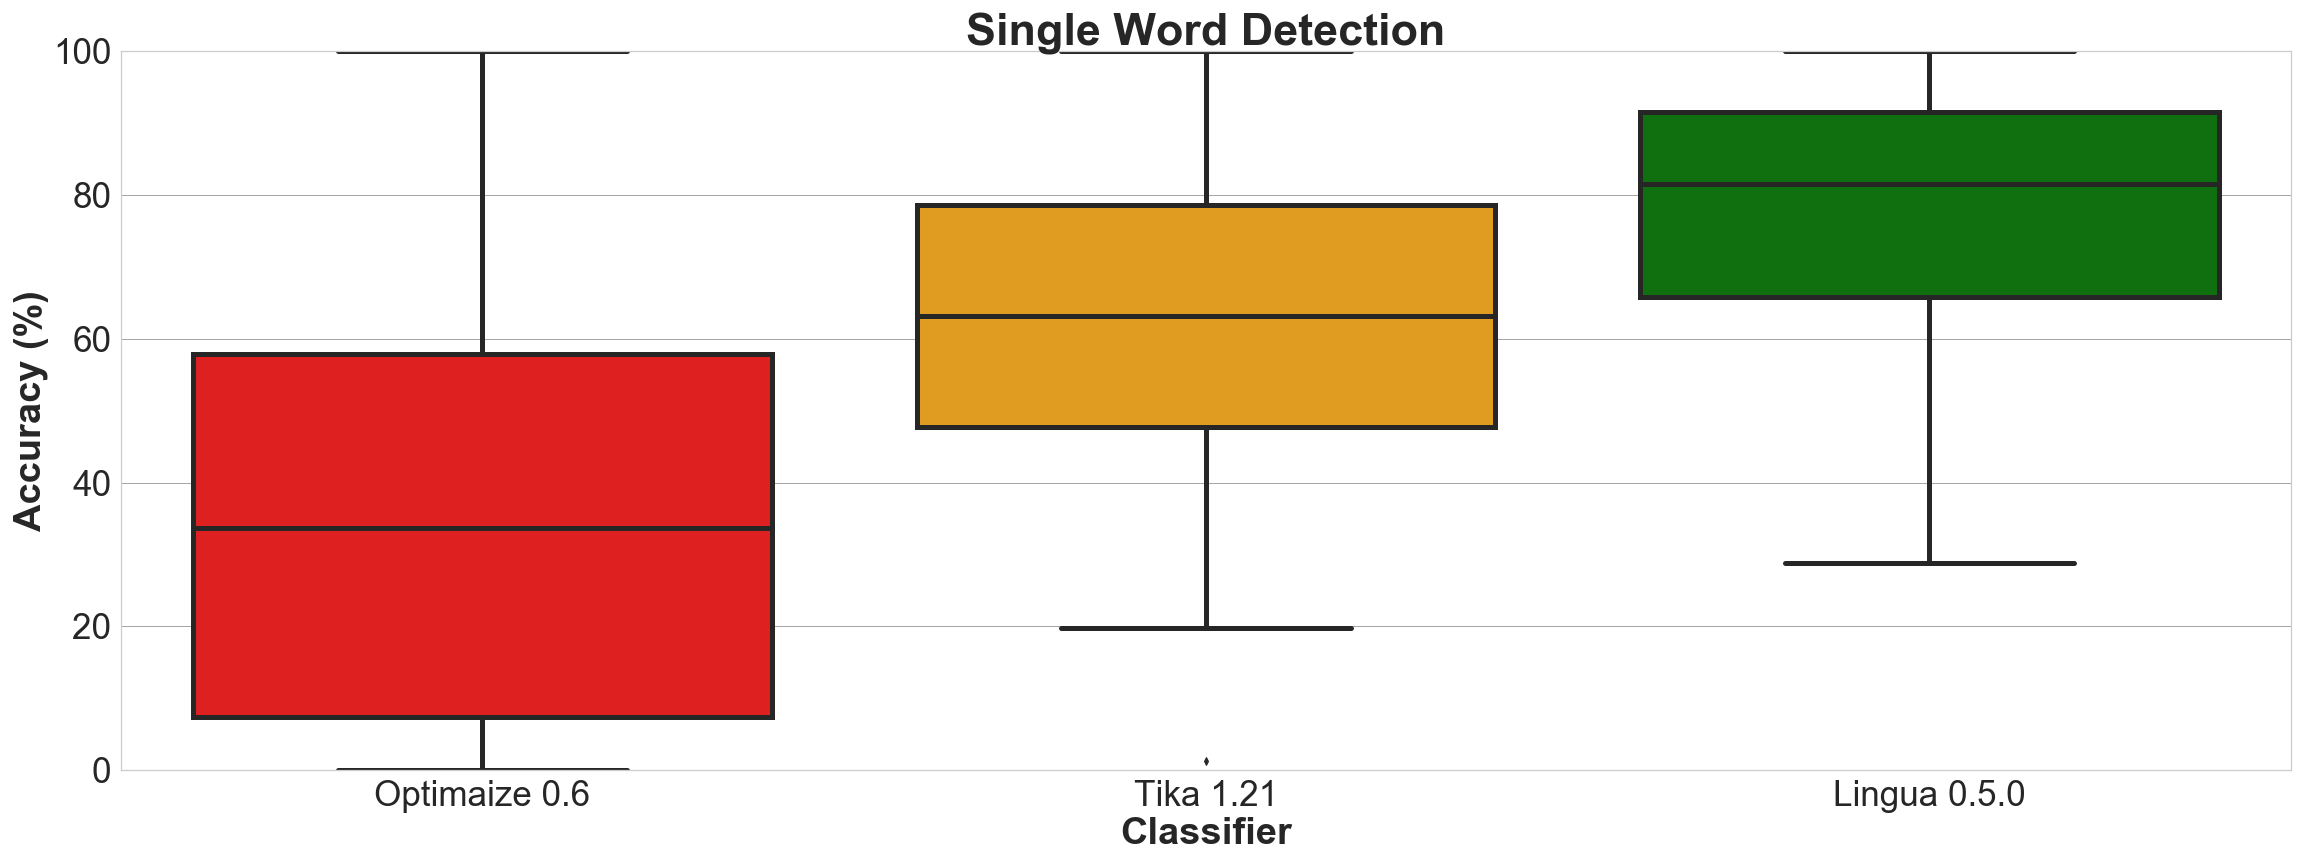 Single Word Detection
Accuracy (%)
100
80
60
40
20
0
Optimaize 0.6
Tika 1.21
Lingua 0.5.0
Classifier